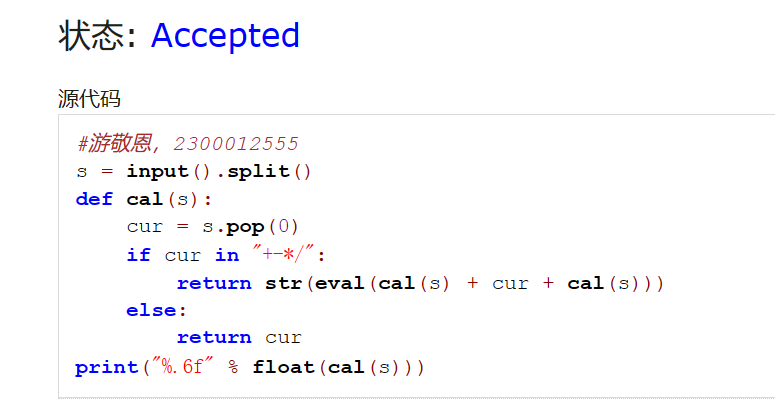 状态: Accepted
源代码
#游敬恩，2300012555
s = input().split()
def cal(s):
    cur = s.pop(0)
    if cur in "+-*/":
        return str(eval(cal(s) + cur + cal(s)))
    else:
        return cur
print("%.6f" % float(cal(s)))